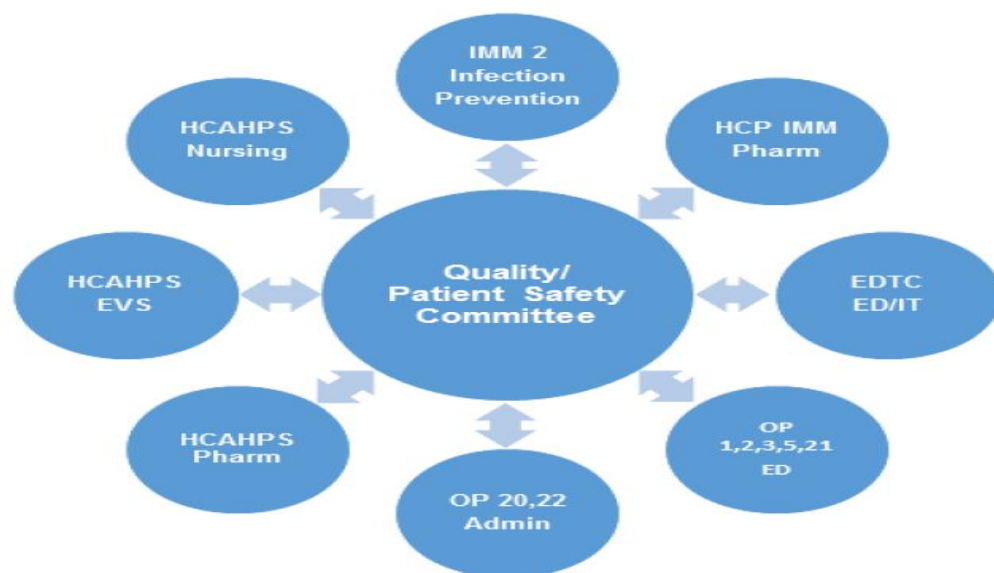 IMM 2
Infection
Prevention
HCAHPS
Nursing
HCP IMM
Pharm
Quality/
Patient Safety
Committee
HCAHPS
EVS
EDTC
ED/IT
HCAHPS
Pharm
OP
1,2,3,5,21
ED
OP 20,22
Admin